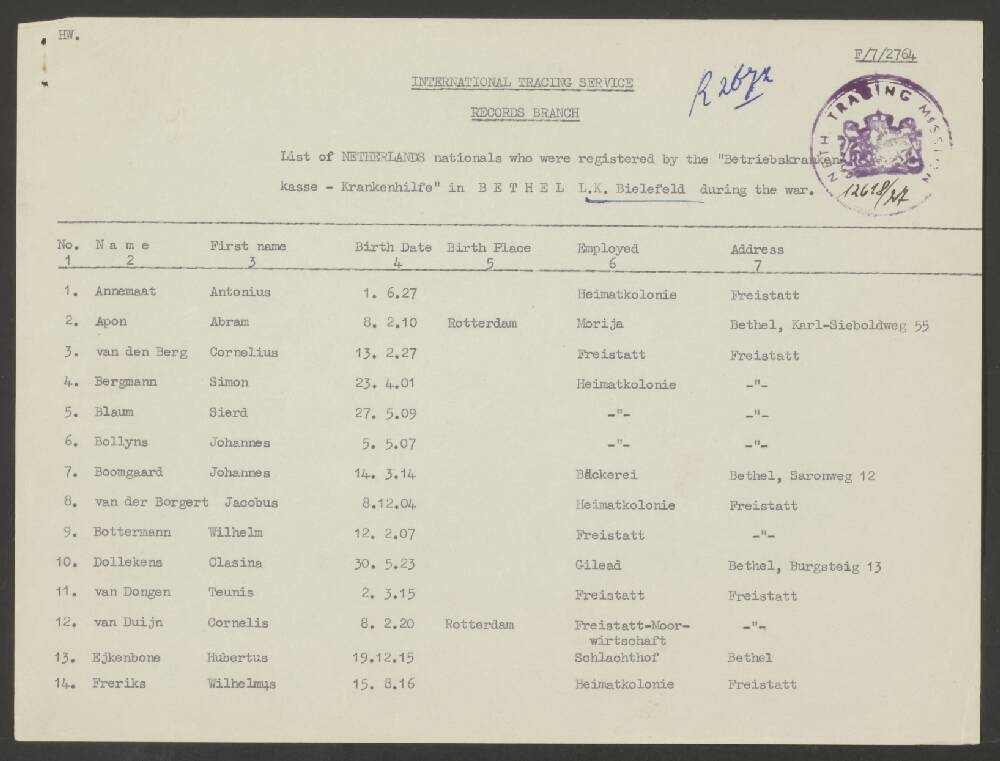 HW.
F/7/2764
INTERNATIONAL TRACING SERVICE
R 267a
RECORDS BRANCH
NETH TRACING MISSION
12618/27
List of NETHERLANDS nationals who were registered by the "Betriebskranken-
kasse - Krankenhilfe" in B E T H E L L.K. Bielefeld during the war.
No. N a m e First name Birth Date Birth Place Employed Address
1 2 3 4 5 6 7
1. Annemaat Antonius 1. 6.27 Heimatkolonie Freistatt
2. Apon Abram 8. 2.10 Rotterdam Morija Bethel, Karl-Sieboldweg 55
3. van den Berg Cornelius 13. 2.27 Freistatt Freistatt
4. Bergmann Simon 23. 4.01 Heimatkolonie -"-
5. Blaum Sierd 27. 5.09 -"- -"-
6. Bollyns Johannes 5. 5.07 -"- -"-
7. Boomgaard Johannes 14. 3.14 Bäckerei Bethel, Saronweg 12
8. van der Borgert Jacobus 8.12.04 Heimatkolonie Freistatt
9. Bottermann Wilhelm 12. 2.07 Freistatt -"-
10. Dollekens Clasina 30. 5.23 Gilead Bethel, Burgsteig 13
11. van Dongen Teunis 2. 3.15 Freistatt Freistatt
12. van Duijn Cornelis 8. 2.20 Rotterdam Freistatt-Moor- -"-
wirtschaft
13. Ejkenbone Hubertus 19.12.15 Schlachthof Bethel
14. Freriks Wilhelmus 15. 8.16 Heimatkolonie Freistatt